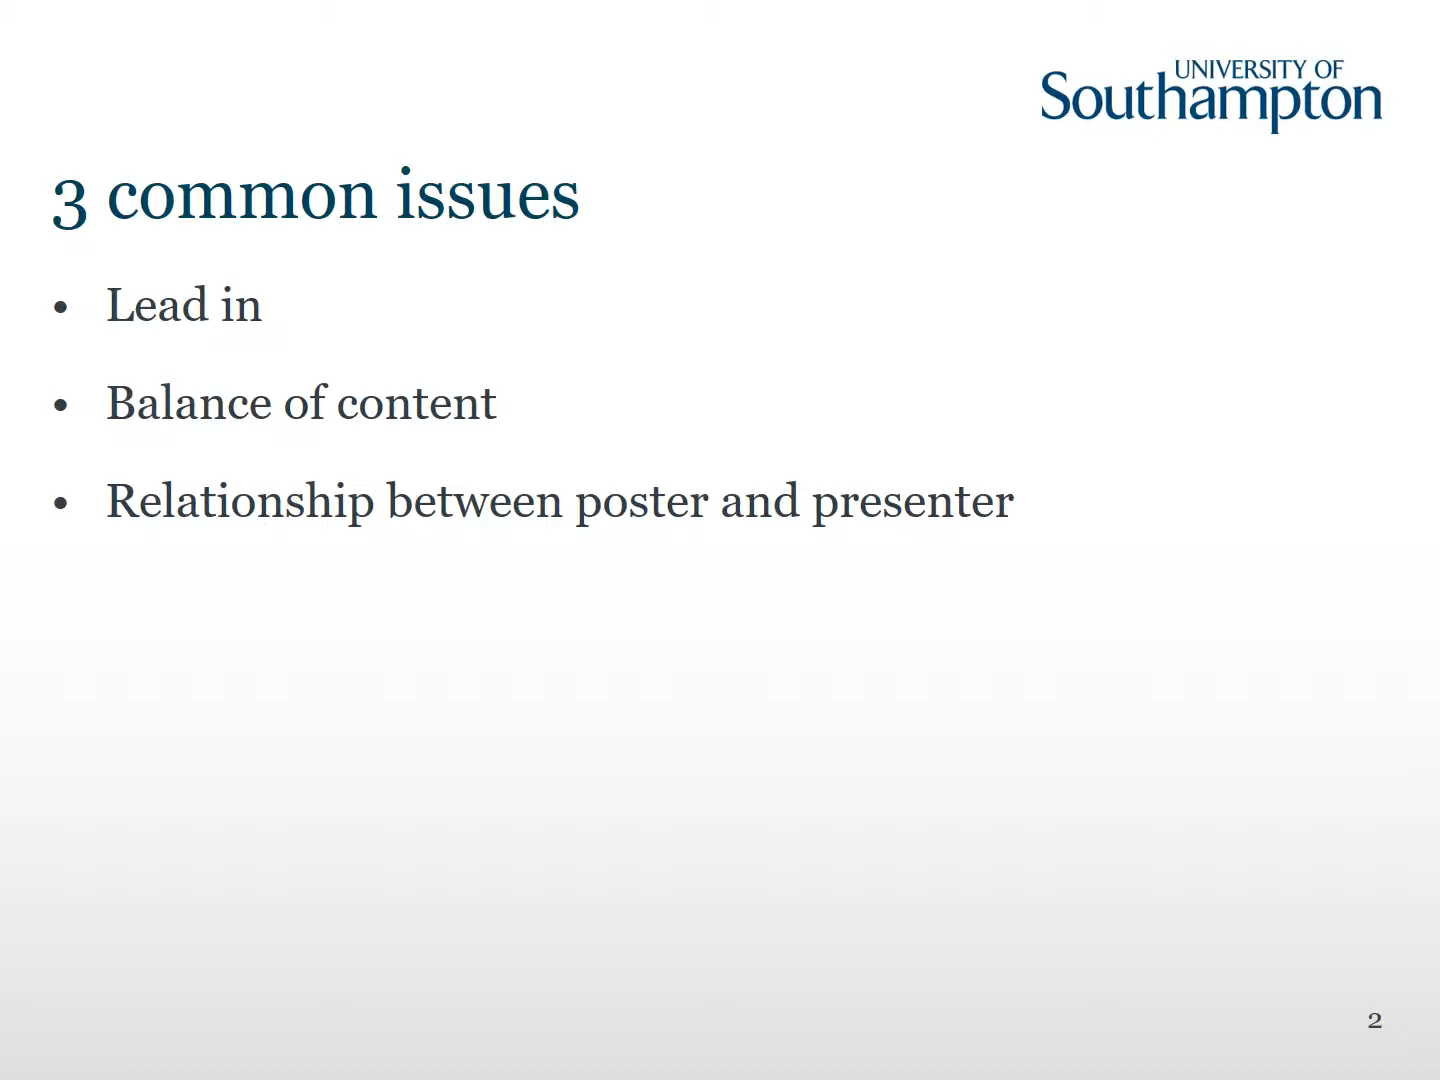 UNIVERSITY OF
Southampton
3 common issues
• Lead in
• Balance of content
• Relationship between poster and presenter
2